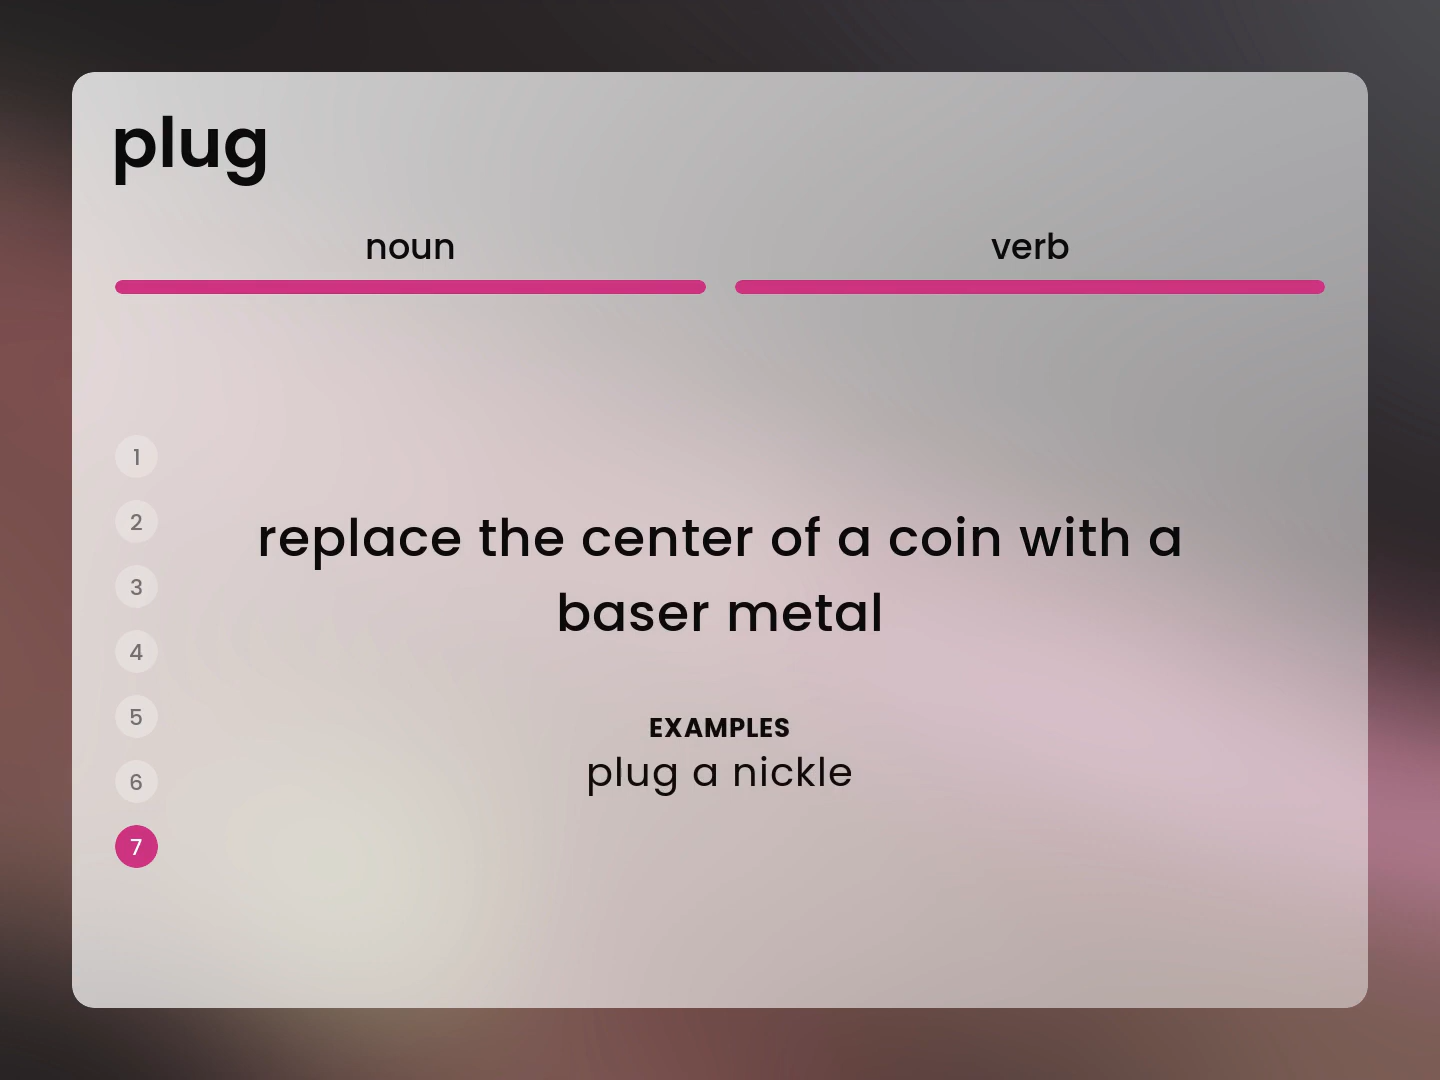 plug
noun
verb
1
2
3
4
5
6
7
replace the center of a coin with a
baser metal
EXAMPLES
plug a nickle